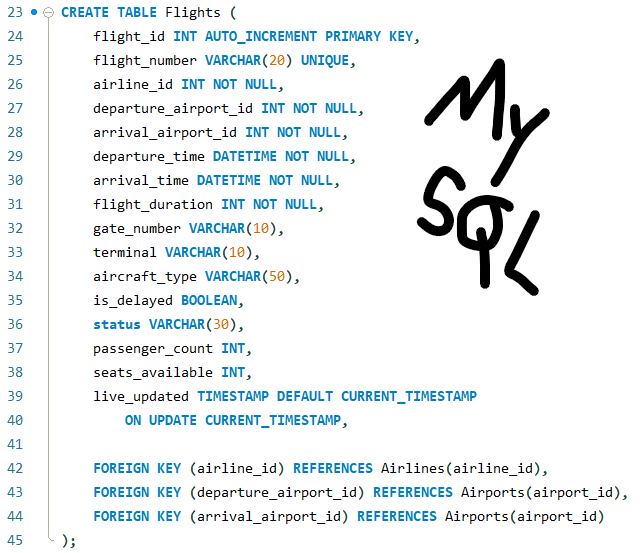 23 CREATE TABLE Flights (
24 flight_id INT AUTO_INCREMENT PRIMARY KEY,
25 flight_number VARCHAR(20) UNIQUE,
26 airline_id INT NOT NULL,
27 departure_airport_id INT NOT NULL,
28 arrival_airport_id INT NOT NULL,
29 departure_time DATETIME NOT NULL,
30 arrival_time DATETIME NOT NULL,
31 flight_duration INT NOT NULL,
32 gate_number VARCHAR(10),
33 terminal VARCHAR(10),
34 aircraft_type VARCHAR(50),
35 is_delayed BOOLEAN,
36 status VARCHAR(30),
37 passenger_count INT,
38 seats_available INT,
39 live_updated TIMESTAMP DEFAULT CURRENT_TIMESTAMP
40 ON UPDATE CURRENT_TIMESTAMP,
41
42 FOREIGN KEY (airline_id) REFERENCES Airlines(airline_id),
43 FOREIGN KEY (departure_airport_id) REFERENCES Airports(airport_id),
44 FOREIGN KEY (arrival_airport_id) REFERENCES Airports(airport_id)
45 );
My
SQL